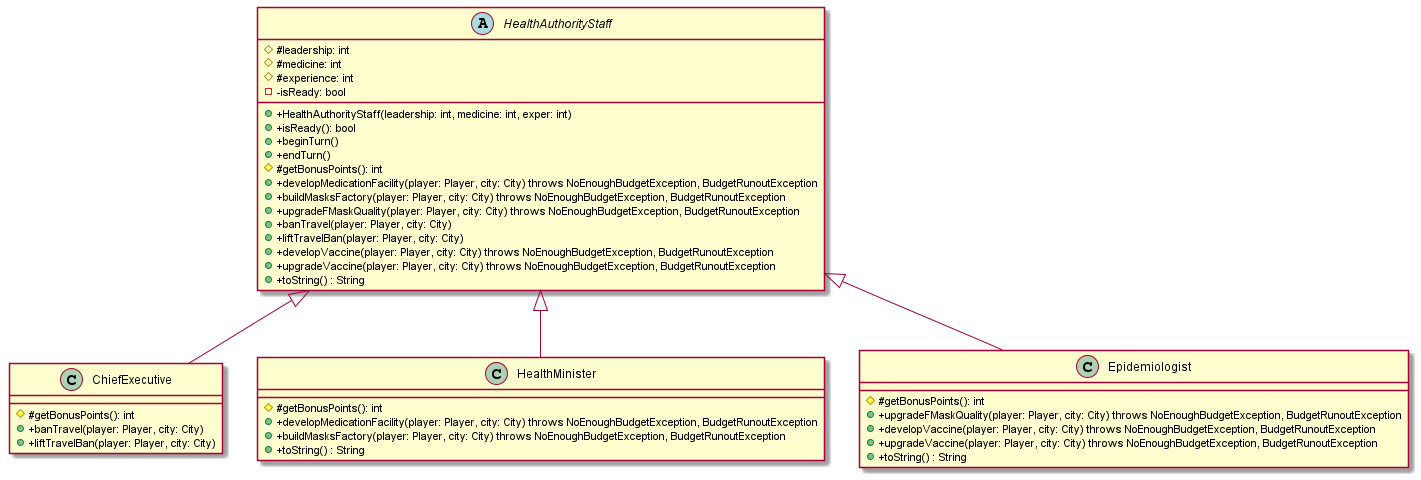 A HealthAuthorityStaff
#leadership: int
#medicine: int
#experience: int
-isReady: bool
+HealthAuthorityStaff(leadership: int, medicine: int, exper: int)
+isReady(): bool
+beginTurn()
+endTurn()
#getBonusPoints(): int
+developMedicationFacility(player: Player, city: City) throws NoEnoughBudgetException, BudgetRunoutException
+buildMasksFactory(player: Player, city: City) throws NoEnoughBudgetException, BudgetRunoutException
+upgradeFMaskQuality(player: Player, city: City) throws NoEnoughBudgetException, BudgetRunoutException
+banTravel(player: Player, city: City)
+liftTravelBan(player: Player, city: City)
+developVaccine(player: Player, city: City) throws NoEnoughBudgetException, BudgetRunoutException
+upgradeVaccine(player: Player, city: City) throws NoEnoughBudgetException, BudgetRunoutException
+toString() : String
C ChiefExecutive
#getBonusPoints(): int
+banTravel(player: Player, city: City)
+liftTravelBan(player: Player, city: City)
C HealthMinister
#getBonusPoints(): int
+developMedicationFacility(player: Player, city: City) throws NoEnoughBudgetException, BudgetRunoutException
+buildMasksFactory(player: Player, city: City) throws NoEnoughBudgetException, BudgetRunoutException
+toString() : String
C Epidemiologist
#getBonusPoints(): int
+upgradeFMaskQuality(player: Player, city: City) throws NoEnoughBudgetException, BudgetRunoutException
+developVaccine(player: Player, city: City) throws NoEnoughBudgetException, BudgetRunoutException
+upgradeVaccine(player: Player, city: City) throws NoEnoughBudgetException, BudgetRunoutException
+toString() : String